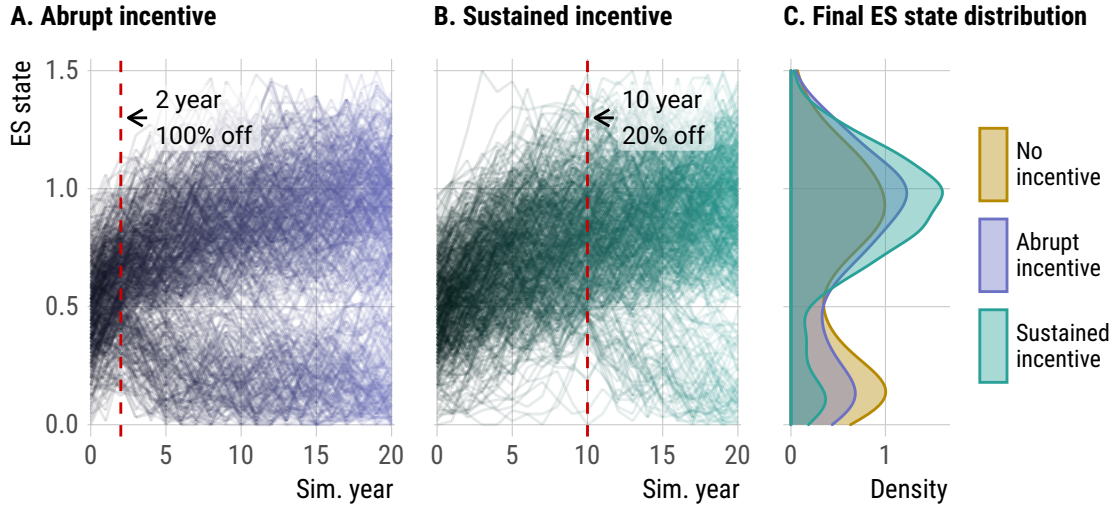 A. Abrupt incentive
B. Sustained incentive
C. Final ES state distribution
ES state
1.5
1.0
0.5
0.0
2 year
100% off
0
5
10
15
20
Sim. year
10 year
20% off
0
5
10
15
20
Sim. year
0
1
Density
No
incentive
Abrupt
incentive
Sustained
incentive